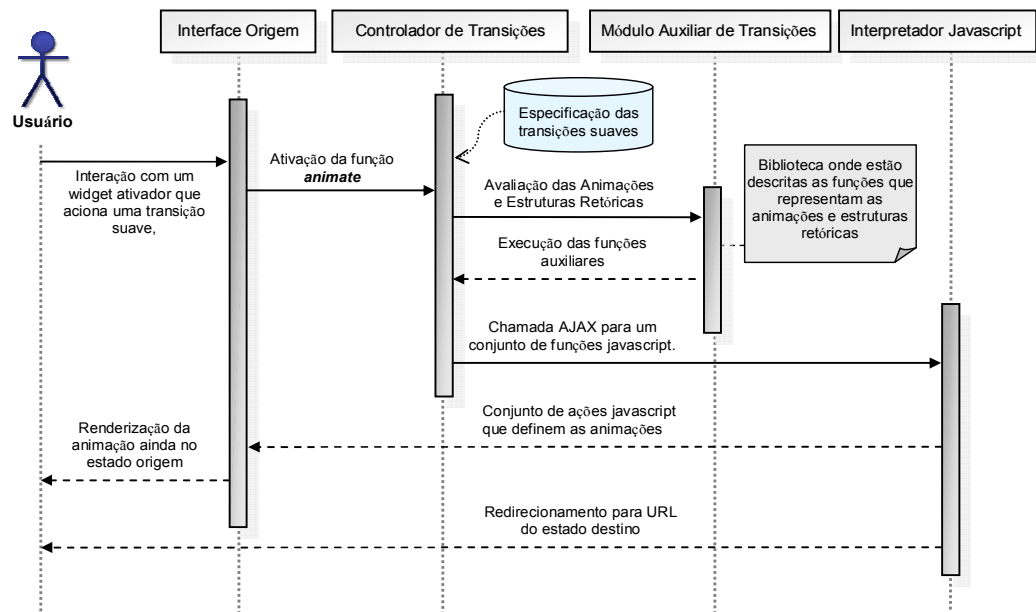 Interface Origem
Controlador de Transições
Módulo Auxiliar de Transições
Interpretador Javascript
Usuário
Especificação das
transições suaves
Interação com um
widget ativador que
aciona uma transição
suave,
Ativação da função
animate
Avaliação das Animações
e Estruturas Retóricas
Biblioteca onde estão
descritas as funções que
representam as
animações e estruturas
retóricas
Execução das funções
auxiliares
Chamada AJAX para um
conjunto de funções javascript.
Conjunto de ações javascript
que definem as animações
Renderização da
animação ainda no
estado origem
Redirecionamento para URL
do estado destino